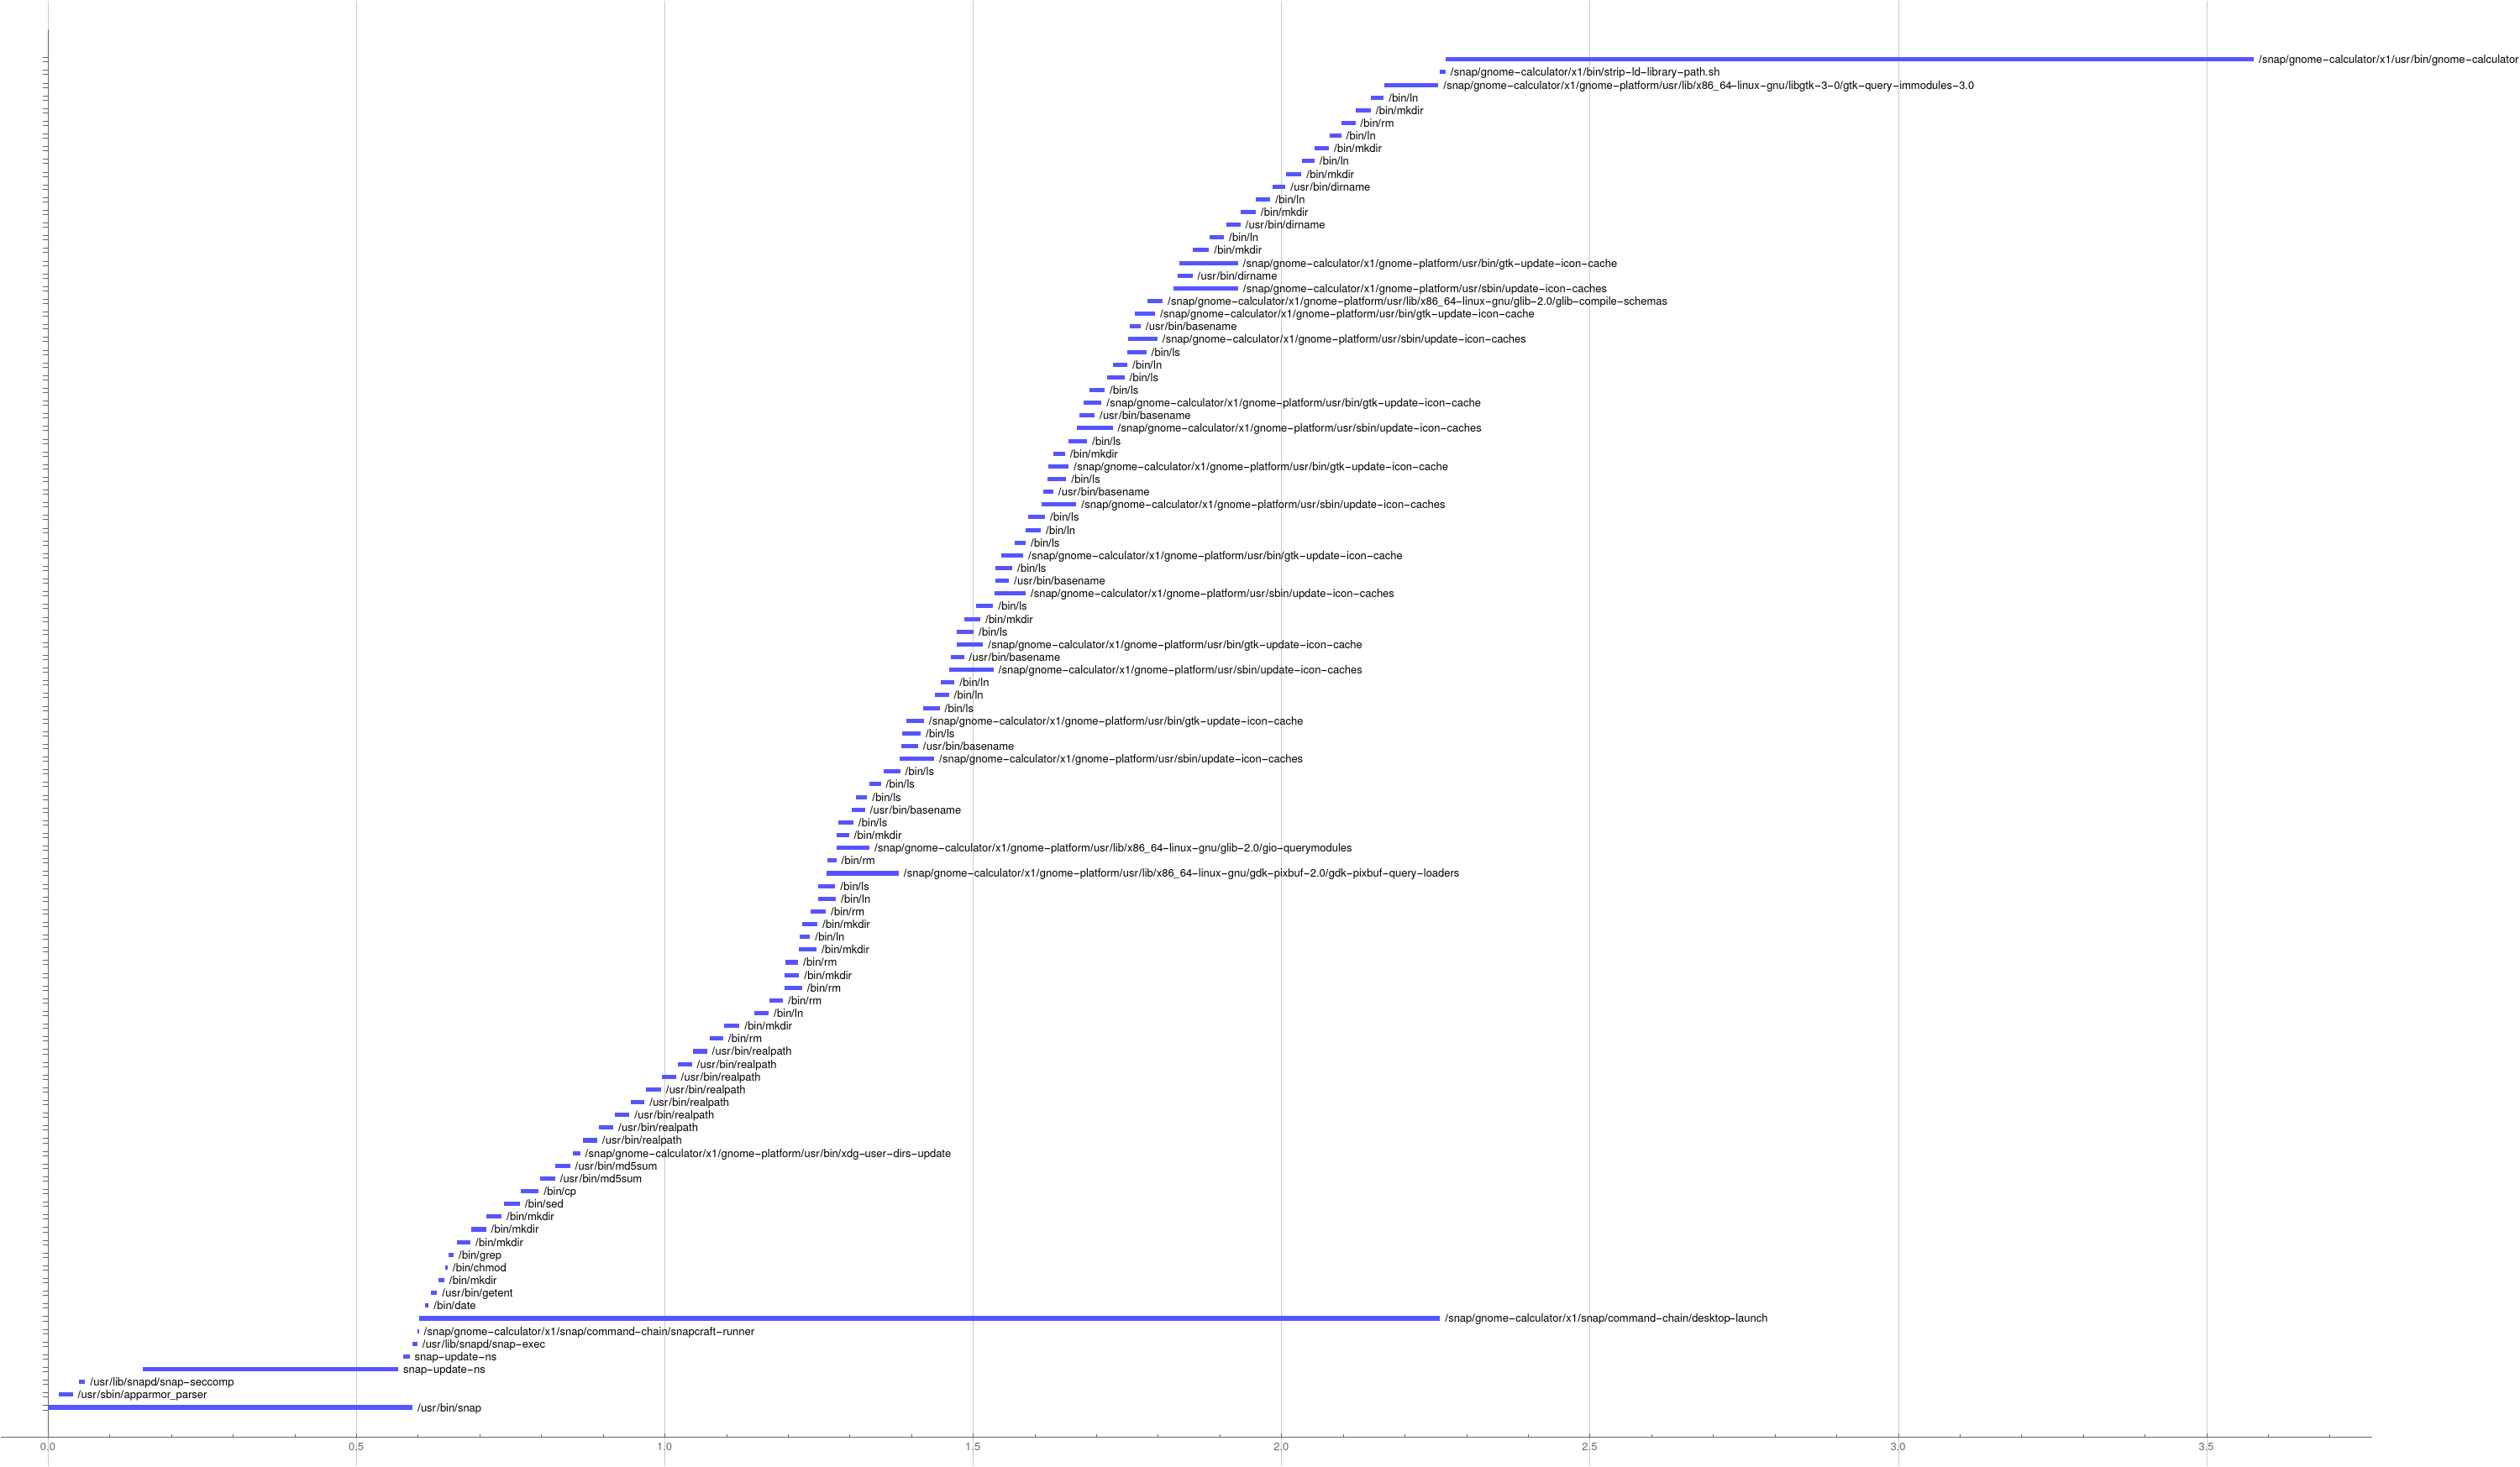 /snap/gnome-calculator/x1/usr/bin/gnome-calculator
/snap/gnome-calculator/x1/bin/strip-ld-library-path.sh
/snap/gnome-calculator/x1/gnome-platform/usr/lib/x86_64-linux-gnu/libgtk-3-0/gtk-query-immodules-3.0
/bin/ln
/bin/mkdir
/bin/rm
/bin/ln
/bin/mkdir
/bin/ln
/bin/mkdir
/usr/bin/dirname
/bin/ln
/bin/mkdir
/usr/bin/dirname
/bin/ln
/bin/mkdir
/snap/gnome-calculator/x1/gnome-platform/usr/bin/gtk-update-icon-cache
/usr/bin/dirname
/snap/gnome-calculator/x1/gnome-platform/usr/sbin/update-icon-caches
/snap/gnome-calculator/x1/gnome-platform/usr/lib/x86_64-linux-gnu/glib-2.0/glib-compile-schemas
/snap/gnome-calculator/x1/gnome-platform/usr/bin/gtk-update-icon-cache
/usr/bin/basename
/snap/gnome-calculator/x1/gnome-platform/usr/sbin/update-icon-caches
/bin/ls
/bin/ln
/bin/ls
/bin/ls
/snap/gnome-calculator/x1/gnome-platform/usr/bin/gtk-update-icon-cache
/usr/bin/basename
/snap/gnome-calculator/x1/gnome-platform/usr/sbin/update-icon-caches
/bin/ls
/bin/mkdir
/snap/gnome-calculator/x1/gnome-platform/usr/bin/gtk-update-icon-cache
/bin/ls
/usr/bin/basename
/snap/gnome-calculator/x1/gnome-platform/usr/sbin/update-icon-caches
/bin/ls
/bin/ln
/bin/ls
/snap/gnome-calculator/x1/gnome-platform/usr/bin/gtk-update-icon-cache
/bin/ls
/usr/bin/basename
/snap/gnome-calculator/x1/gnome-platform/usr/sbin/update-icon-caches
/bin/ls
/bin/mkdir
/bin/ls
/snap/gnome-calculator/x1/gnome-platform/usr/bin/gtk-update-icon-cache
/usr/bin/basename
/snap/gnome-calculator/x1/gnome-platform/usr/sbin/update-icon-caches
/bin/ln
/bin/ln
/bin/ls
/snap/gnome-calculator/x1/gnome-platform/usr/bin/gtk-update-icon-cache
/bin/ls
/usr/bin/basename
/snap/gnome-calculator/x1/gnome-platform/usr/sbin/update-icon-caches
/bin/ls
/bin/ls
/bin/ls
/usr/bin/basename
/bin/ls
/bin/mkdir
/snap/gnome-calculator/x1/gnome-platform/usr/lib/x86_64-linux-gnu/glib-2.0/gio-querymodules
/bin/rm
/snap/gnome-calculator/x1/gnome-platform/usr/lib/x86_64-linux-gnu/gdk-pixbuf-2.0/gdk-pixbuf-query-loaders
/bin/ls
/bin/ln
/bin/rm
/bin/mkdir
/bin/ln
/bin/mkdir
/bin/rm
/bin/mkdir
/bin/rm
/bin/rm
/bin/ln
/bin/mkdir
/bin/rm
/usr/bin/realpath
/usr/bin/realpath
/usr/bin/realpath
/usr/bin/realpath
/usr/bin/realpath
/usr/bin/realpath
/usr/bin/realpath
/usr/bin/realpath
/snap/gnome-calculator/x1/gnome-platform/usr/bin/xdg-user-dirs-update
/usr/bin/md5sum
/usr/bin/md5sum
/bin/cp
/bin/sed
/bin/mkdir
/bin/mkdir
/bin/mkdir
/bin/grep
/bin/chmod
/bin/mkdir
/usr/bin/getent
/bin/date
/snap/gnome-calculator/x1/snap/command-chain/desktop-launch
/snap/gnome-calculator/x1/snap/command-chain/snapcraft-runner
/usr/lib/snapd/snap-exec
snap-update-ns
snap-update-ns
/usr/lib/snapd/snap-seccomp
/usr/sbin/apparmor_parser
/usr/bin/snap
0.0 0.5 1.0 1.5 2.0 2.5 3.0 3.5